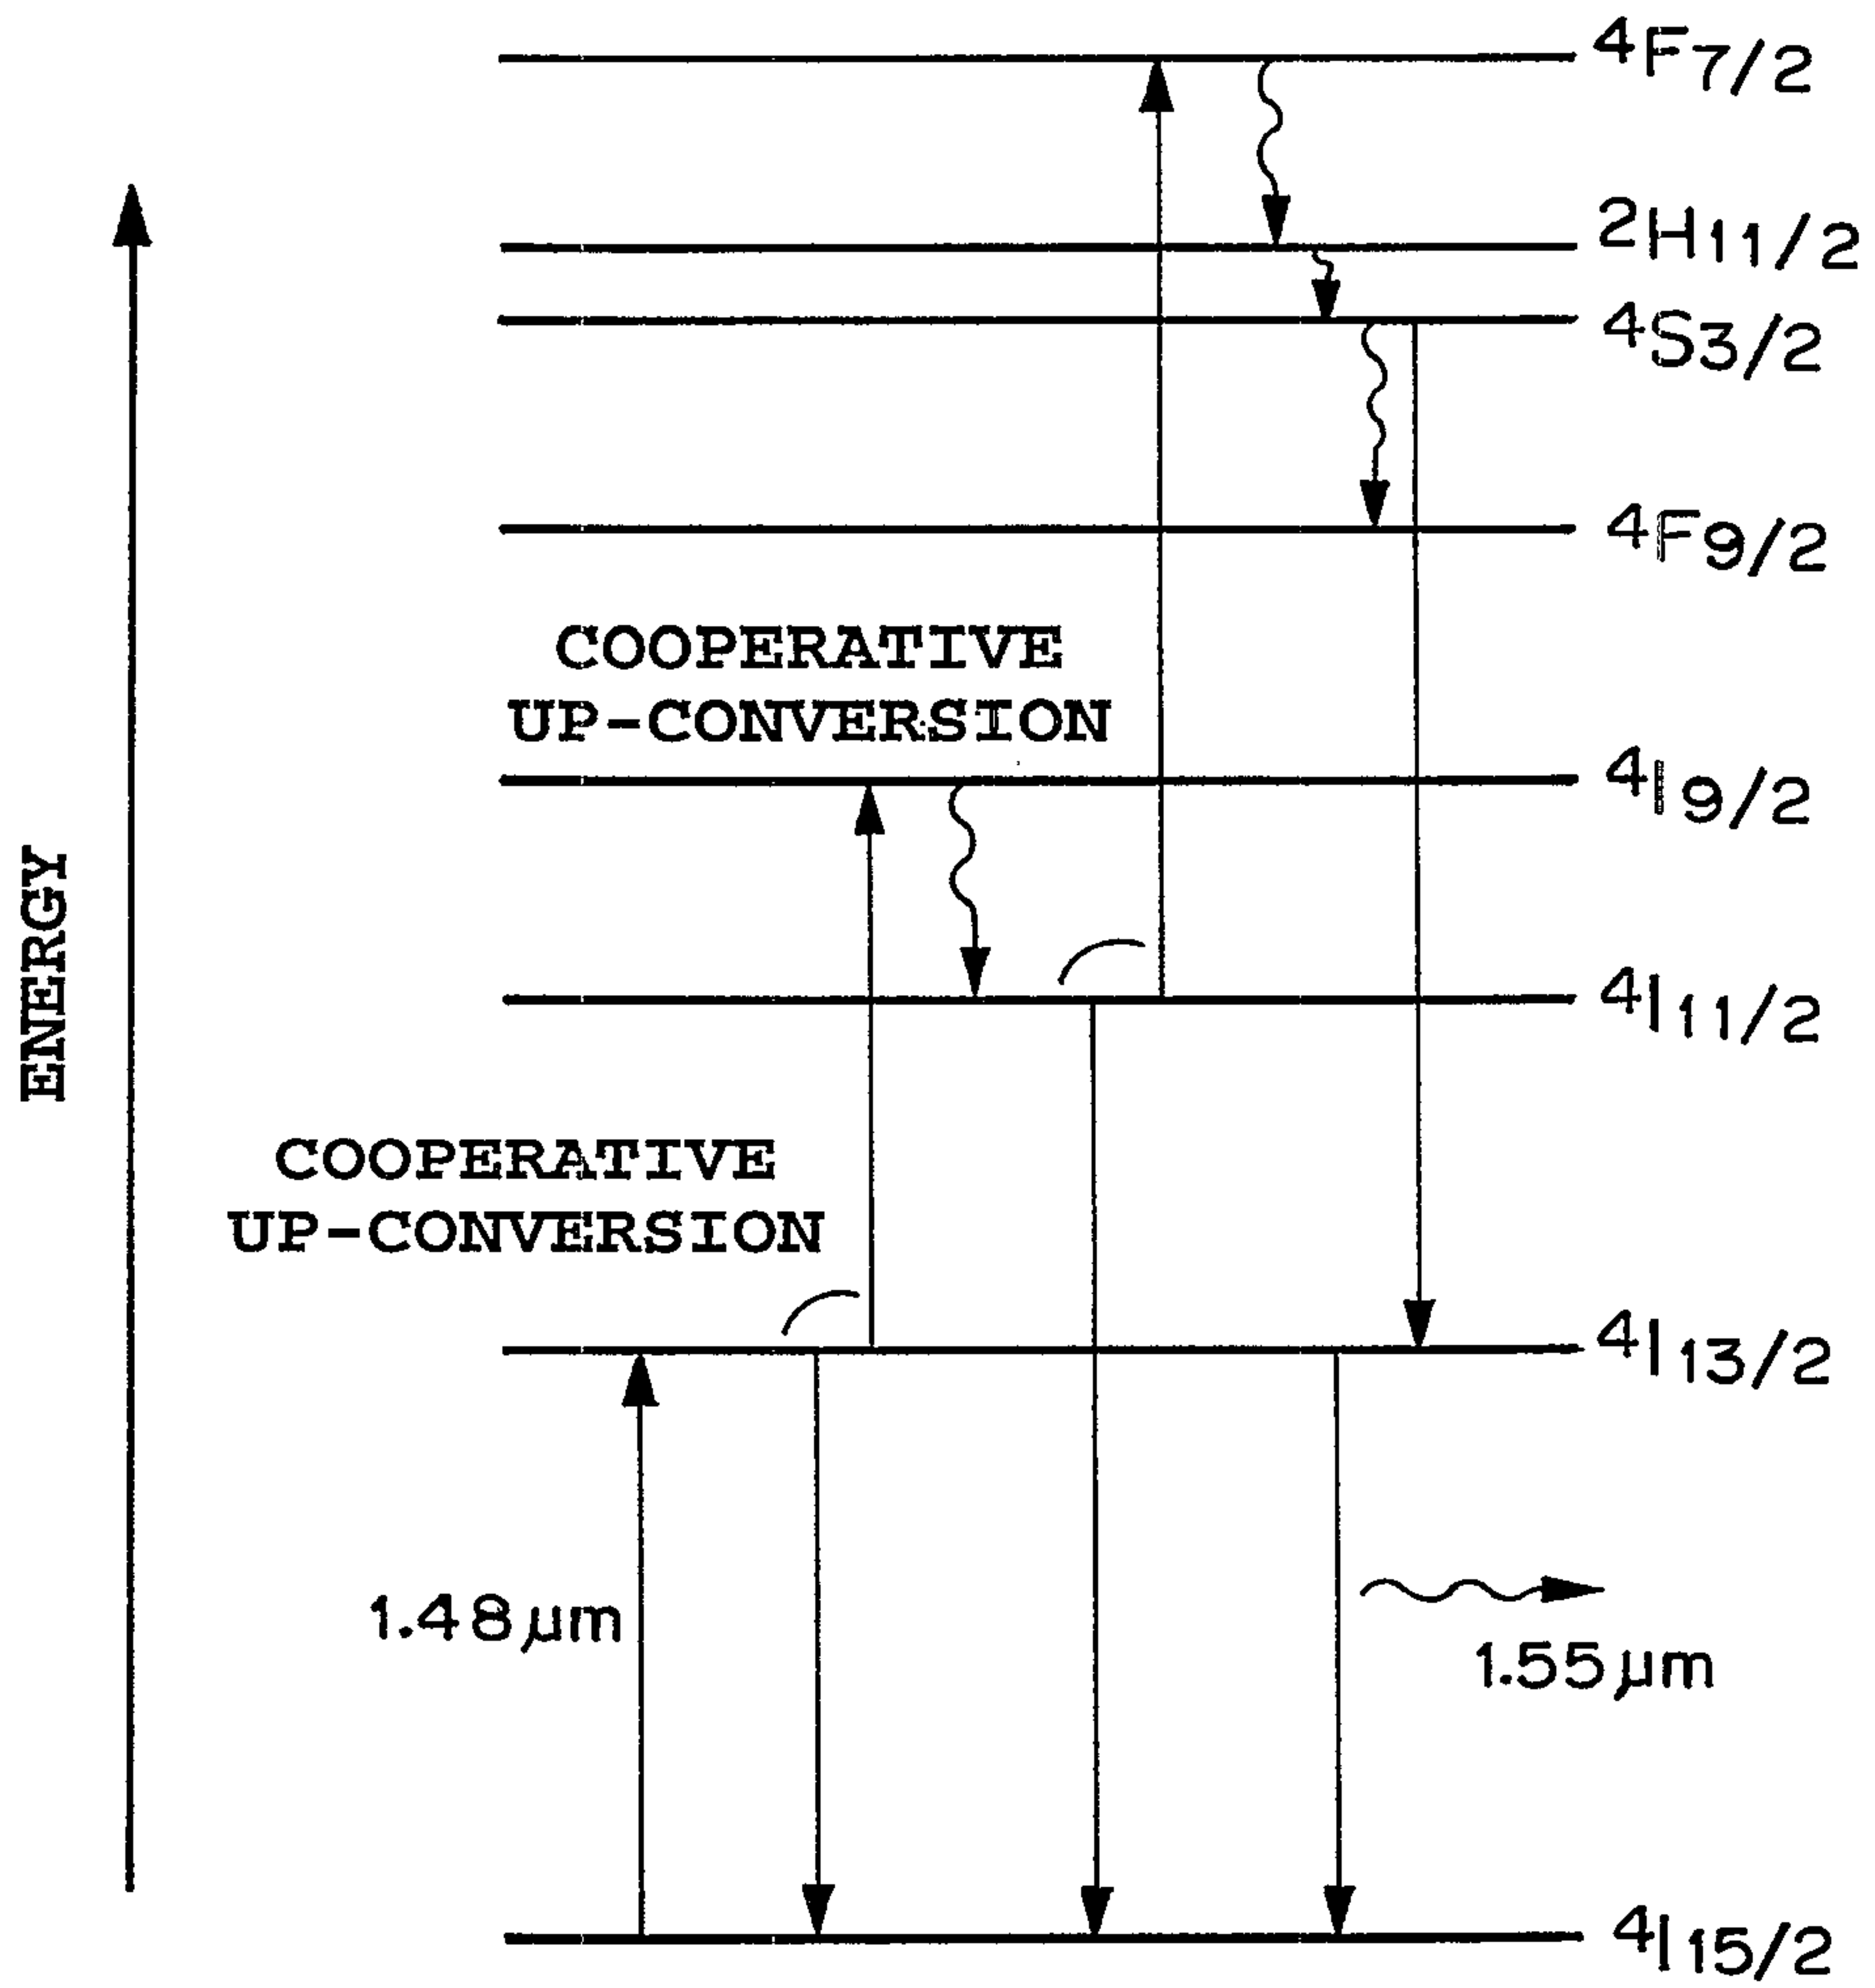 4F7/2
2H11/2
4S3/2
4F9/2
COOPERATIVE
UP-CONVERSION
4I9/2
ENERGY
4I11/2
COOPERATIVE
UP-CONVERSION
4I13/2
1.48μm
1.55μm
4I15/2